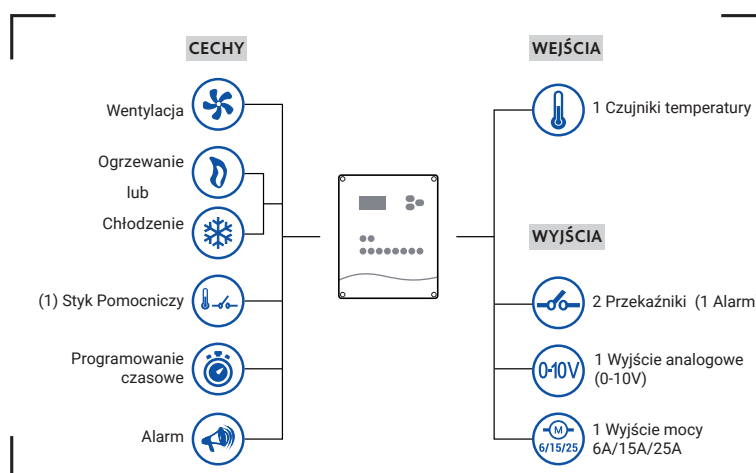 CECHY
Wentylacja
Ogrzewanie
lub
Chłodzenie
(1) Styk Pomocniczy
Programowanie
czasowe
Alarm
WEJŚCIA
1 Czujniki temperatury
WYJŚCIA
2 Przekaźniki (1 Alarm
0-10V
1 Wyjście analogowe
(0-10V)
M
6/15/25
1 Wyjście mocy
6A/15A/25A